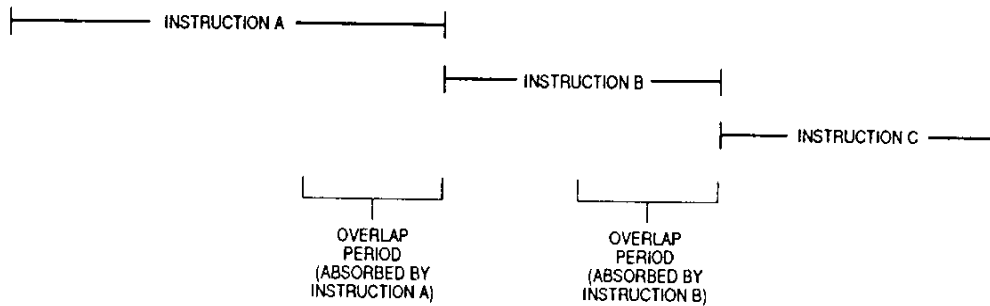 INSTRUCTION A
INSTRUCTION B
INSTRUCTION C
OVERLAP
PERIOD
(ABSORBED BY
INSTRUCTION A)
OVERLAP
PERIOD
(ABSORBED BY
INSTRUCTION B)